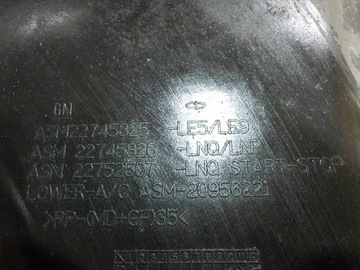 GM
ASM 22745825 -LE5/LE9
ASM 22745826 -LNQ/LNP
ASM 22752507 -LNQ START-STOP
LOWER-A/C ASM-20956221
>PP-(MD+GF)35<